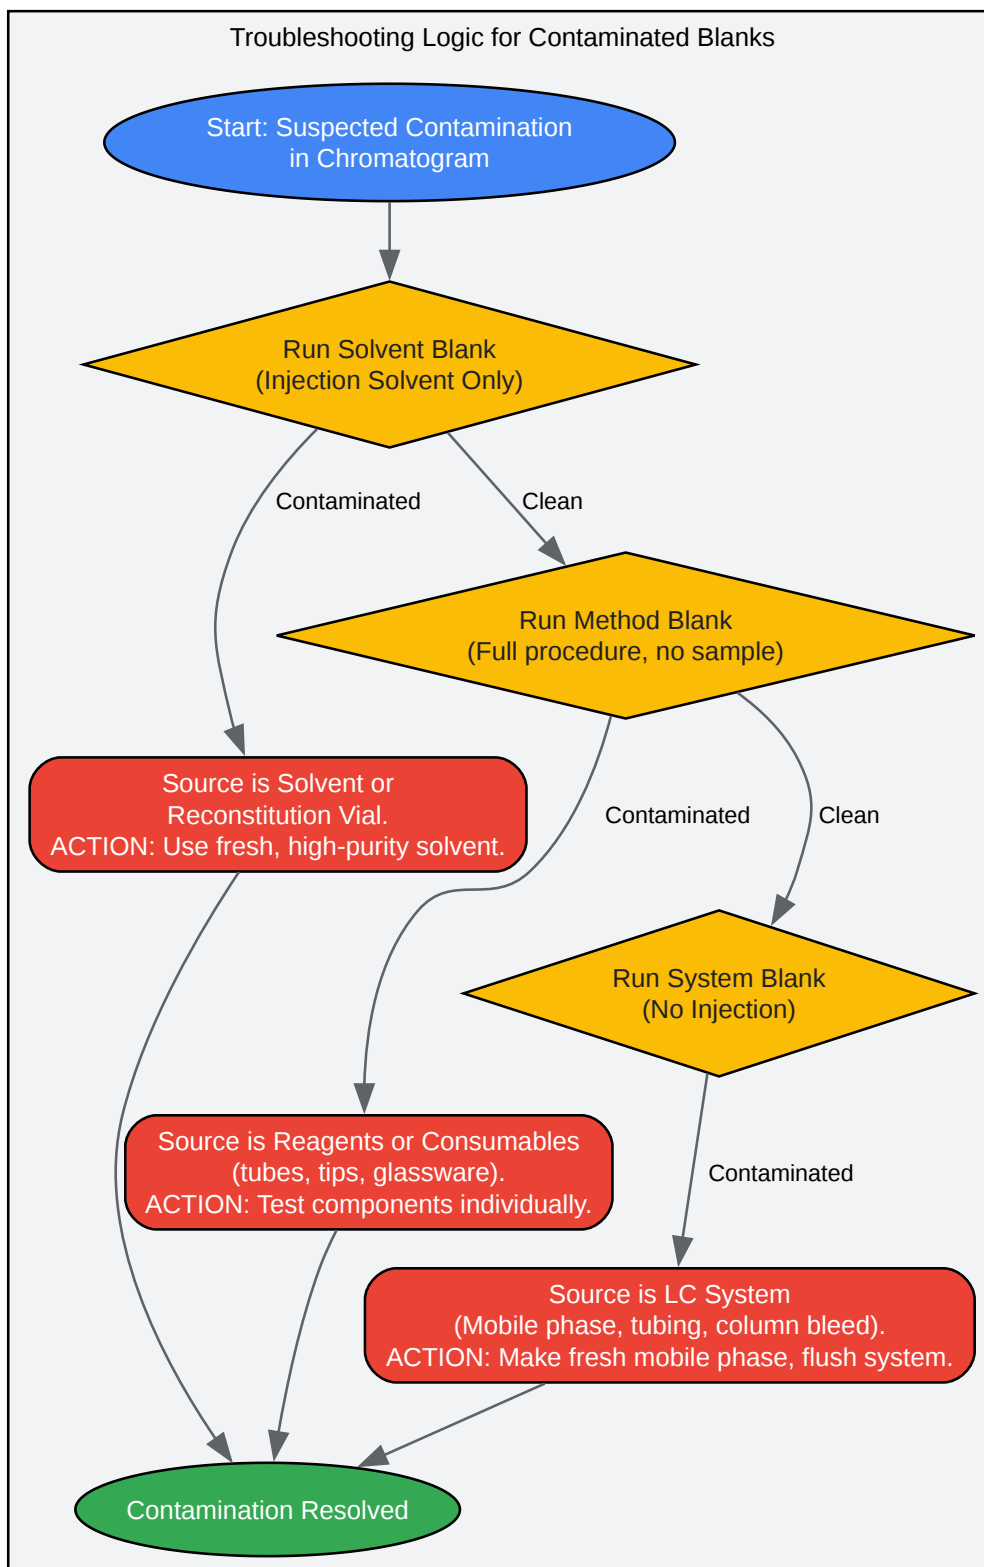 Troubleshooting Logic for Contaminated Blanks
Start: Suspected Contamination
in Chromatogram
Run Solvent Blank
(Injection Solvent Only)
Contaminated
Clean
Run Method Blank
(Full procedure, no sample)
Source is Solvent or
Reconstitution Vial.
ACTION: Use fresh, high-purity solvent.
Contaminated
Clean
Run System Blank
(No Injection)
Source is Reagents or Consumables
(tubes, tips, glassware).
ACTION: Test components individually.
Contaminated
Source is LC System
(Mobile phase, tubing, column bleed).
ACTION: Make fresh mobile phase, flush system.
Contamination Resolved